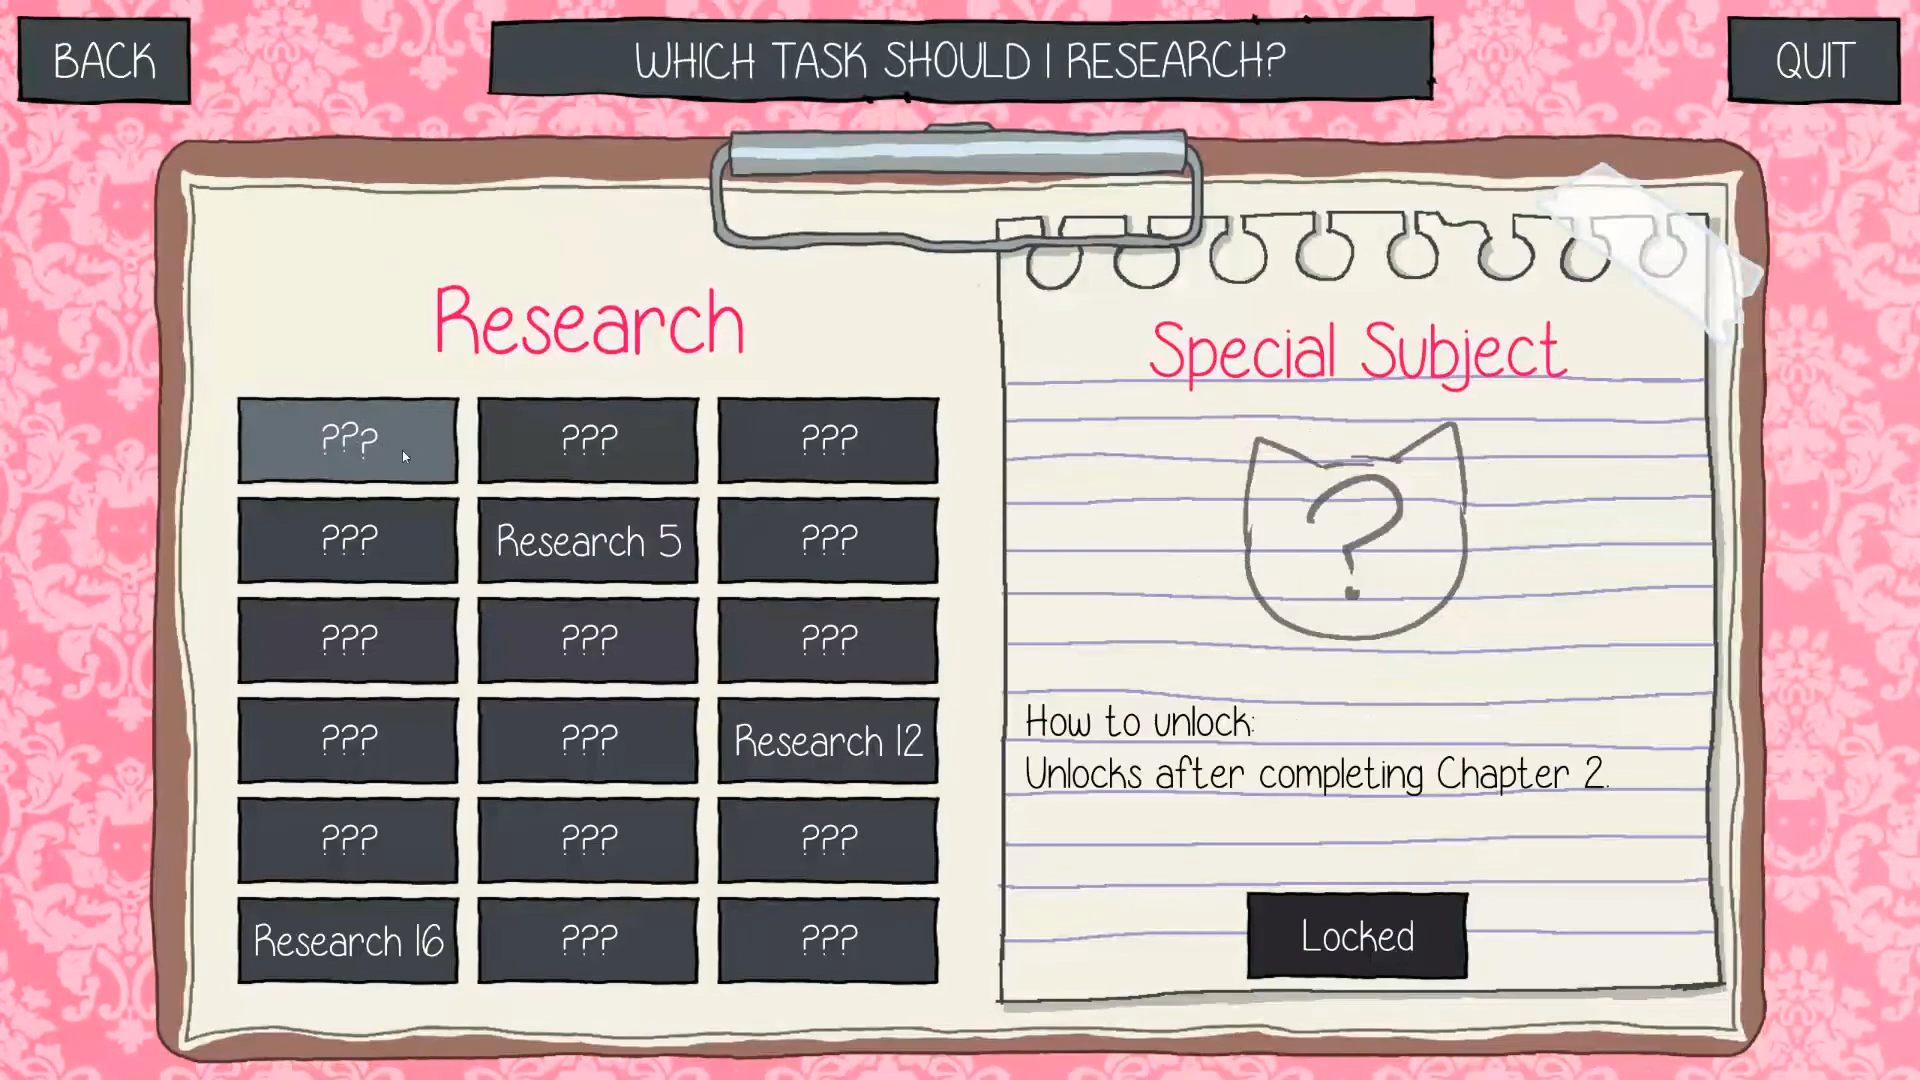 BACK
WHICH TASK SHOULD I RESEARCH?
QUIT
Research
??? ??? ???
??? Research 5 ???
??? ??? ???
??? ??? Research 12
??? ??? ???
Research 16 ??? ???
Special Subject
?
How to unlock:
Unlocks after completing Chapter 2.
Locked